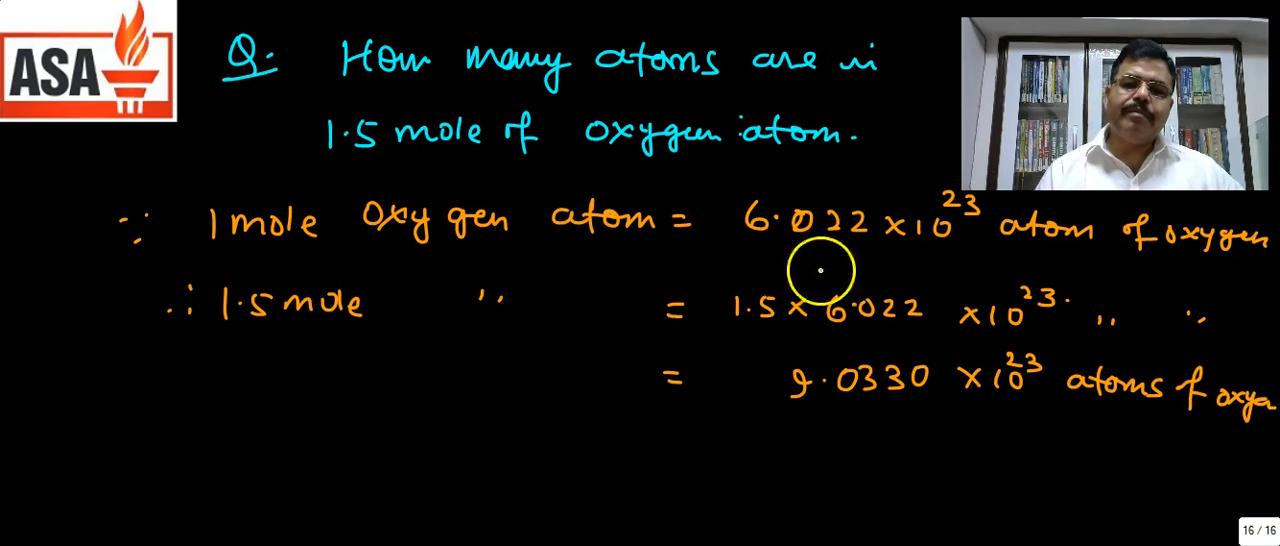 ASA
Q. How many atoms are in
1.5 mole of oxygen atom.
∵ 1 mole oxygen atom = 6.022 × 10²³ atom of oxygen
∴ 1.5 mole " = 1.5 × 6.022 × 10²³ " "
= 9.0330 × 10²³ atoms of
16 / 16